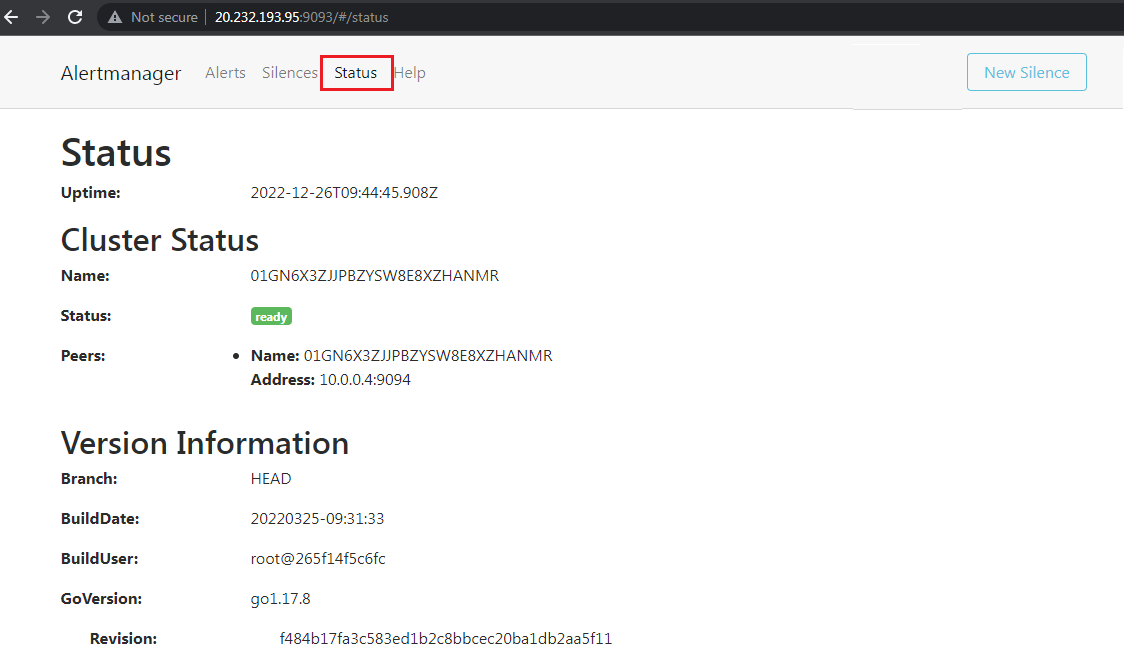 Not secure 20.232.193.95:9093/#/status
Alertmanager Alerts Silences Status Help New Silence
Status
Uptime: 2022-12-26T09:44:45.908Z
Cluster Status
Name: 01GN6X3ZJJPBZYSW8E8XZHANMR
Status: ready
Peers: • Name: 01GN6X3ZJJPBZYSW8E8XZHANMR
Address: 10.0.0.4:9094
Version Information
Branch: HEAD
BuildDate: 20220325-09:31:33
BuildUser: root@265f14f5c6fc
GoVersion: go1.17.8
Revision: f484b17fa3c583ed1b2c8bbcec20ba1db2aa5f11